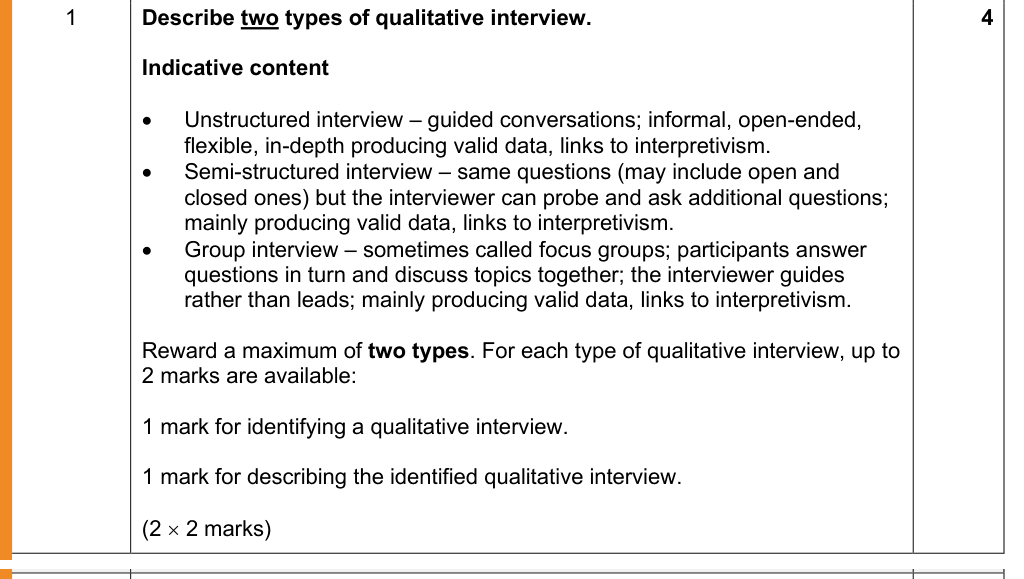 1 Describe two types of qualitative interview. 4
Indicative content
• Unstructured interview – guided conversations; informal, open-ended,
flexible, in-depth producing valid data, links to interpretivism.
• Semi-structured interview – same questions (may include open and
closed ones) but the interviewer can probe and ask additional questions;
mainly producing valid data, links to interpretivism.
• Group interview – sometimes called focus groups; participants answer
questions in turn and discuss topics together; the interviewer guides
rather than leads; mainly producing valid data, links to interpretivism.
Reward a maximum of two types. For each type of qualitative interview, up to
2 marks are available:
1 mark for identifying a qualitative interview.
1 mark for describing the identified qualitative interview.
(2 × 2 marks)